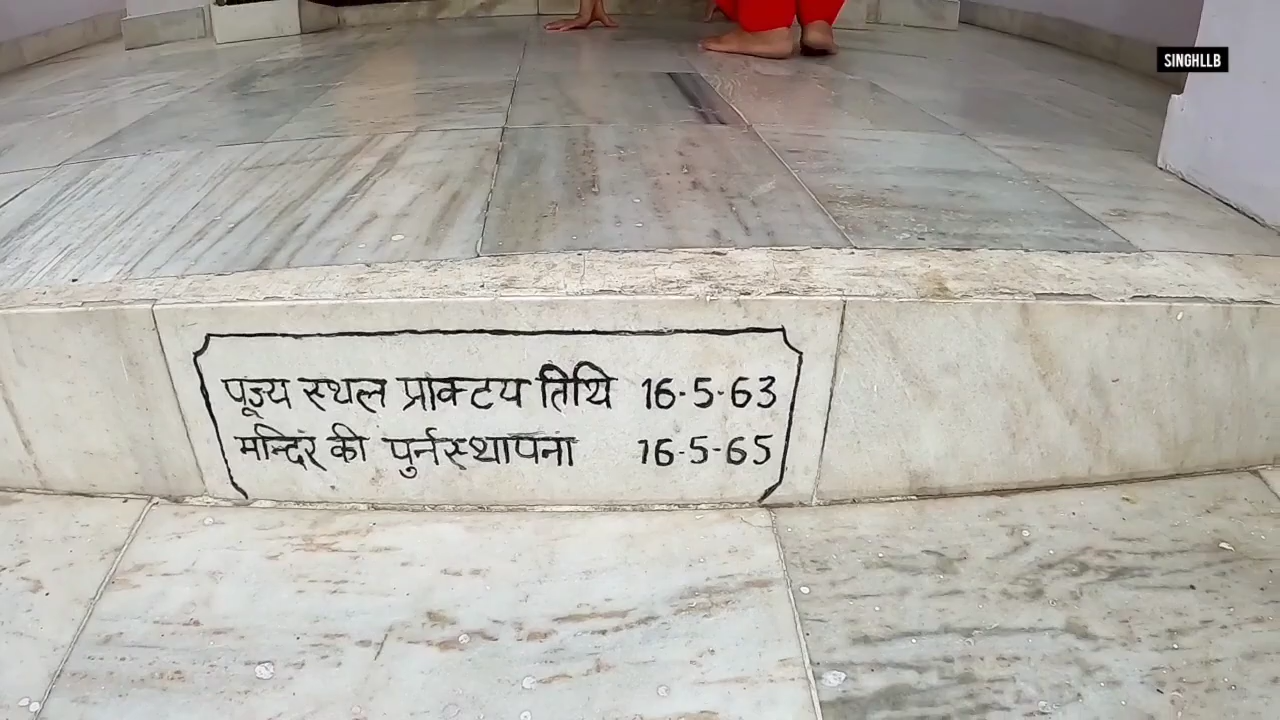 SINGHLLB
पूज्य स्थल प्राक्टय तिथि 16-5-63
मन्दिर की पुर्नस्थापना 16-5-65